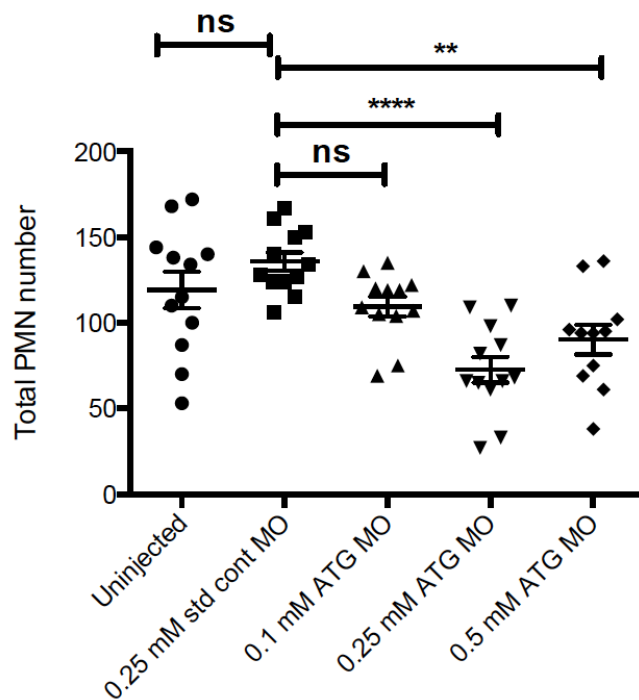 ns
**
****
ns
200
150
100
50
0
Total PMN number
Uninjected
0.25 mM std cont MO
0.1 mM ATG MO
0.25 mM ATG MO
0.5 mM ATG MO